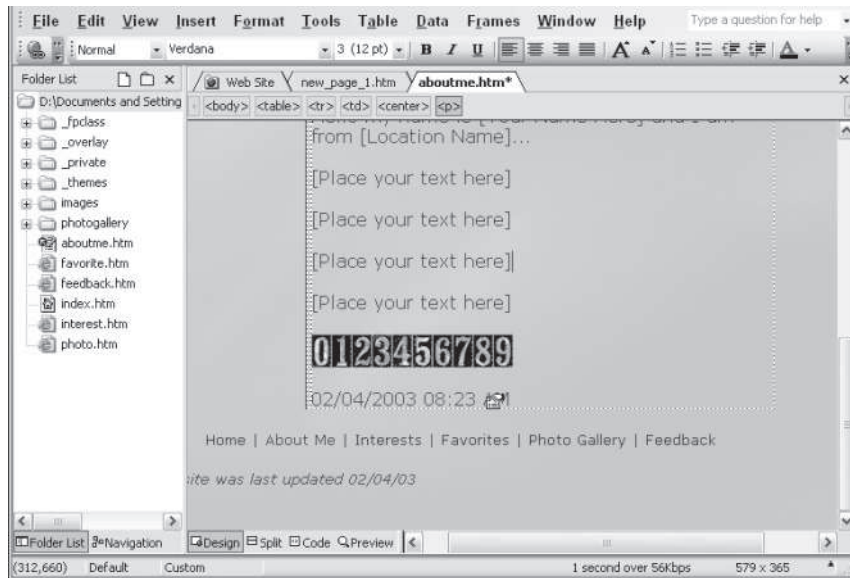 File Edit View Insert Format Tools Table Data Frames Window Help Type a question for help
Normal Verdana 3 (12 pt) B I U A A A
Folder List Web Site new_page_1.htm aboutme.htm*
D:\Documents and Setting <body> <table> <tr> <td> <center> <p>
_fpclass
_overlay
_private
_themes
images
photogallery
aboutme.htm
favorite.htm
feedback.htm
index.htm
interest.htm
photo.htm
from [Location Name]...
[Place your text here]
[Place your text here]
[Place your text here]
[Place your text here]
0123456789
02/04/2003 08:23
Home | About Me | Interests | Favorites | Photo Gallery | Feedback
site was last updated 02/04/03
Folder List Navigation Design Split Code Preview
(312,660) Default Custom 1 second over 56Kbps 579 x 365